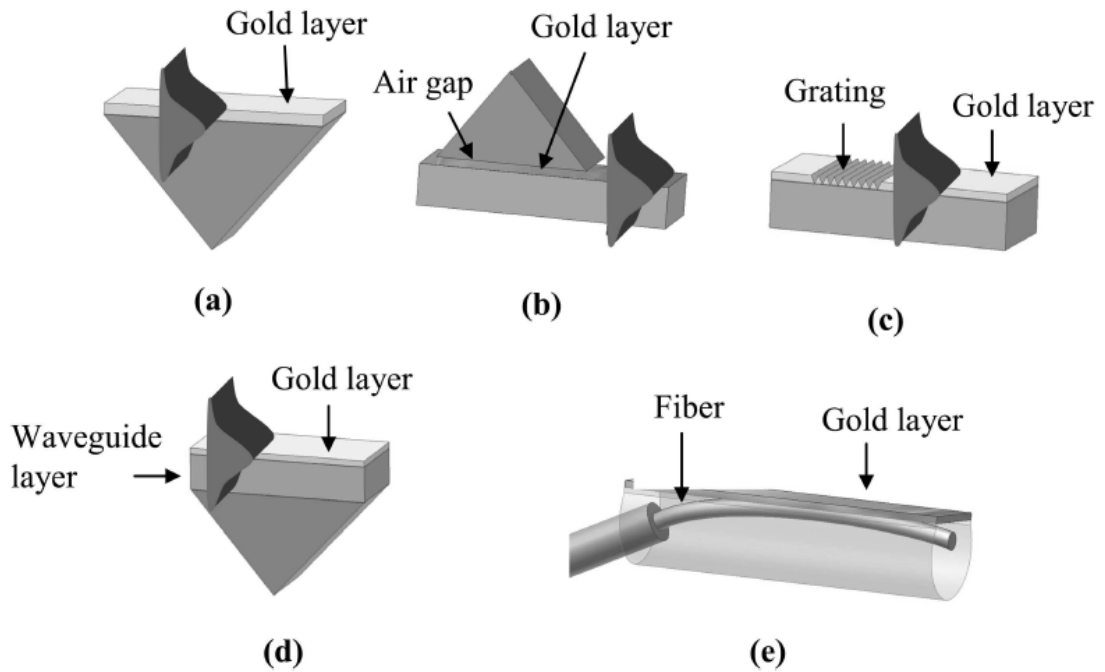 Gold layer
Gold layer
Air gap
Grating
Gold layer
(a)
(b)
(c)
Gold layer
Waveguide
layer
Fiber
Gold layer
(d)
(e)